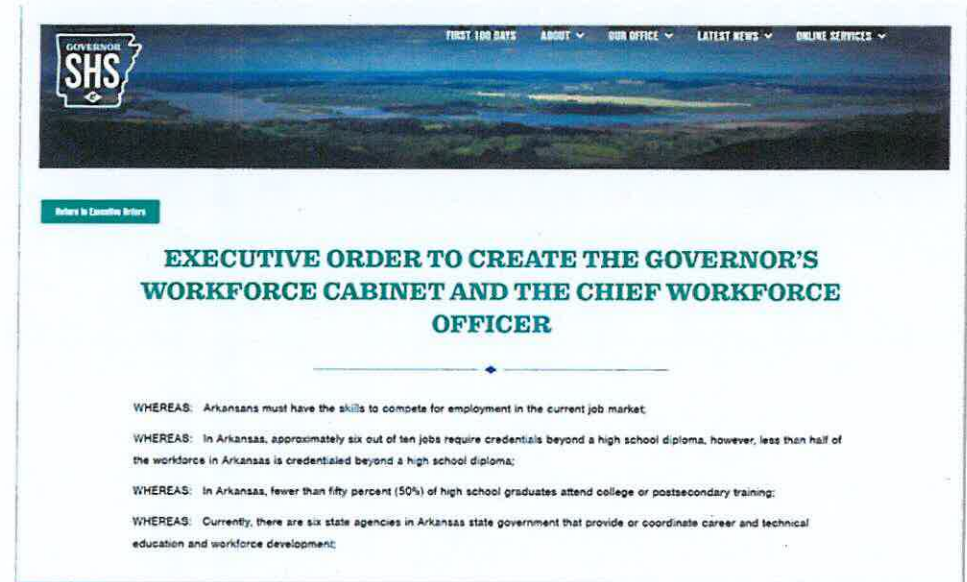 GOVERNOR
SHS
FIRST 100 DAYS ABOUT OUR OFFICE LATEST NEWS ONLINE SERVICES
Return to Executive Orders
EXECUTIVE ORDER TO CREATE THE GOVERNOR'S
WORKFORCE CABINET AND THE CHIEF WORKFORCE
OFFICER
WHEREAS: Arkansans must have the skills to compete for employment in the current job market;
WHEREAS: In Arkansas, approximately six out of ten jobs require credentials beyond a high school diploma, however, less than half of
the workforce in Arkansas is credentialed beyond a high school diploma;
WHEREAS: In Arkansas, fewer than fifty percent (50%) of high school graduates attend college or postsecondary training;
WHEREAS: Currently, there are six state agencies in Arkansas state government that provide or coordinate career and technical
education and workforce development;